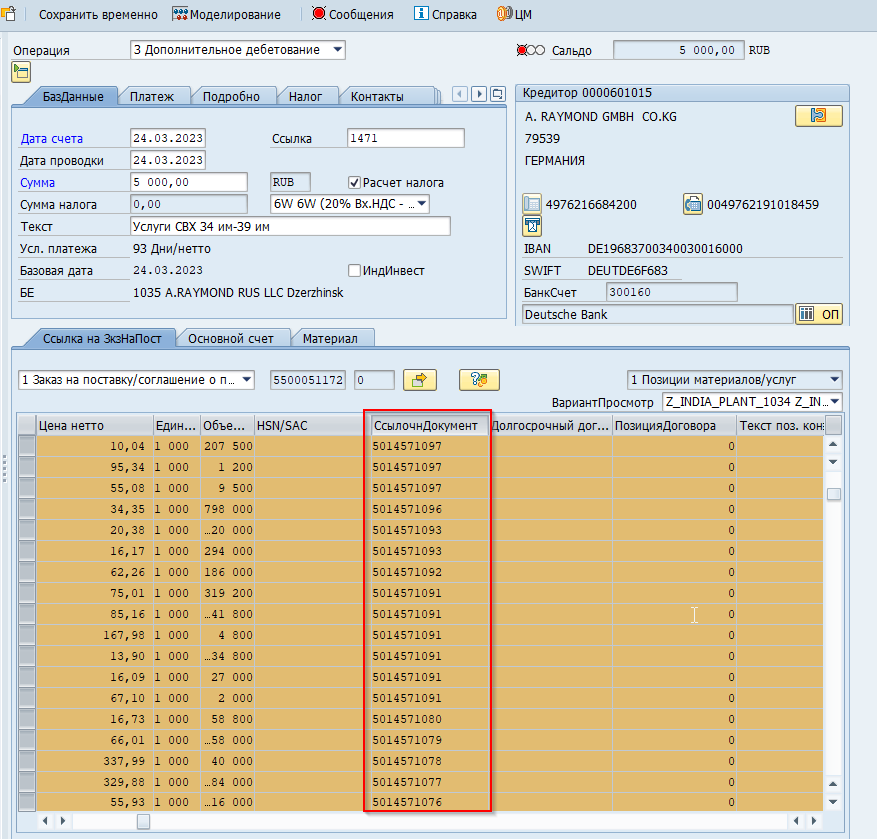 Сохранить временно Моделирование Сообщения Справка ЦМ
Операция 3 Дополнительное дебетование Сальдо 5 000,00 RUB
БазДанные Платеж Подробно Налог Контакты
Дата счета 24.03.2023 Ссылка 1471
Дата проводки 24.03.2023
Сумма 5 000,00 RUB Расчет налога
Сумма налога 0,00 6W 6W (20% Вх.НДС - ...
Текст Услуги СВХ 34 им-39 им
Усл. платежа 93 Дни/нетто
Базовая дата 24.03.2023 ИндИнвест
БЕ 1035 A.RAYMOND RUS LLC Dzerzhinsk
Кредитор 0000601015
A. RAYMOND GMBH CO.KG
79539
ГЕРМАНИЯ
4976216684200 0049762191018459
IBAN DE19683700340030016000
SWIFT DEUTDE6F683
БанкСчет 300160
Deutsche Bank ОП
Ссылка на ЗкзНаПост Основной счет Материал
1 Заказ на поставку/соглашение о п... 5500051172 0 1 Позиции материалов/услуг
ВариантПросмотр Z_INDIA_PLANT_1034 Z_IN...
Цена нетто Един... Объе... HSN/SAC СсылочнДокумент Долгосрочный дог... ПозицияДоговора Текст поз. кон
10,04 1 000 207 500 5014571097 0
95,34 1 000 1 200 5014571097 0
55,08 1 000 9 500 5014571097 0
34,35 1 000 798 000 5014571096 0
20,38 1 000 …20 000 5014571093 0
16,17 1 000 294 000 5014571093 0
62,26 1 000 186 000 5014571092 0
75,01 1 000 319 200 5014571091 0
85,16 1 000 …41 800 5014571091 0
167,98 1 000 4 800 5014571091 0
13,90 1 000 …34 800 5014571091 0
16,09 1 000 27 000 5014571091 0
67,10 1 000 2 000 5014571091 0
16,73 1 000 58 800 5014571080 0
66,01 1 000 …58 000 5014571079 0
337,99 1 000 40 000 5014571078 0
329,88 1 000 …84 000 5014571077 0
55,93 1 000 …16 000 5014571076 0